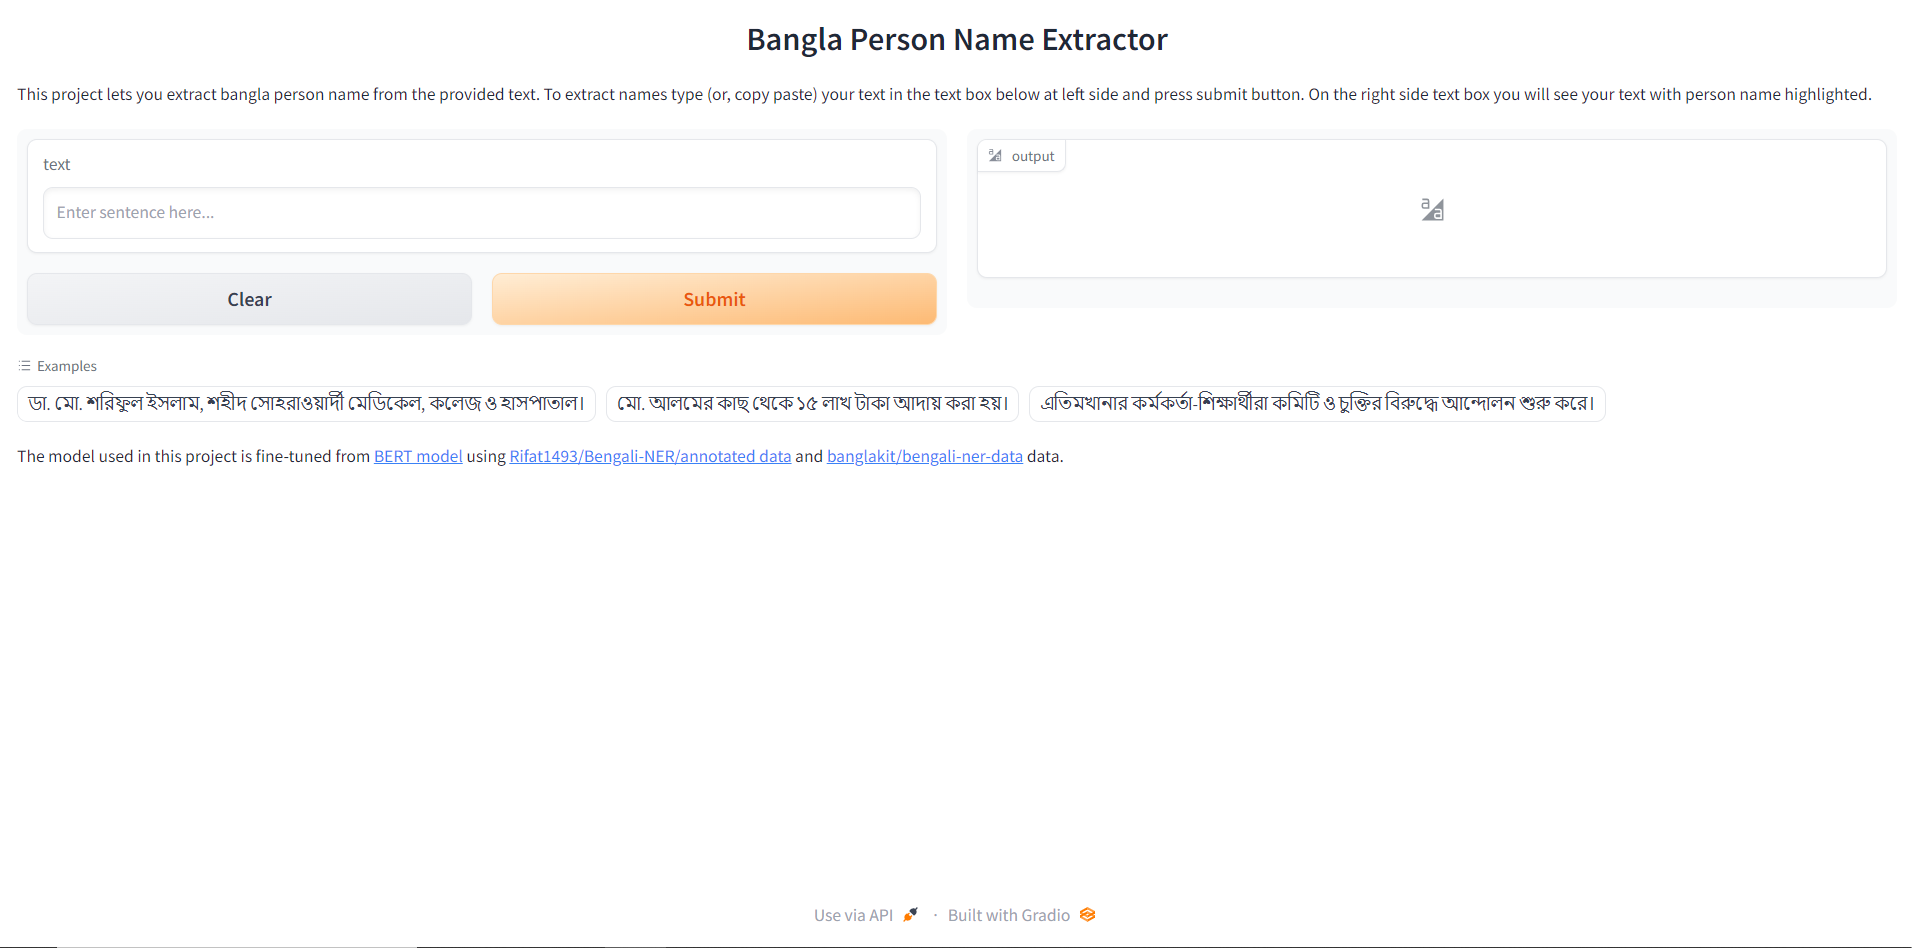 Bangla Person Name Extractor
This project lets you extract bangla person name from the provided text. To extract names type (or, copy paste) your text in the text box below at left side and press submit button. On the right side text box you will see your text with person name highlighted.
text
Enter sentence here...
Clear
Submit
output
Examples
ডা. মো. শরিফুল ইসলাম, শহীদ সোহরাওয়ার্দী মেডিকেল, কলেজ ও হাসপাতাল।
মো. আলমের কাছ থেকে ১৫ লাখ টাকা আদায় করা হয়।
এতিমখানার কর্মকর্তা-শিক্ষার্থীরা কমিটি ও চুক্তির বিরুদ্ধে আন্দোলন শুরু করে।
The model used in this project is fine-tuned from BERT model using Rifat1493/Bengali-NER/annotated data and banglakit/bengali-ner-data data.
Use via API · Built with Gradio